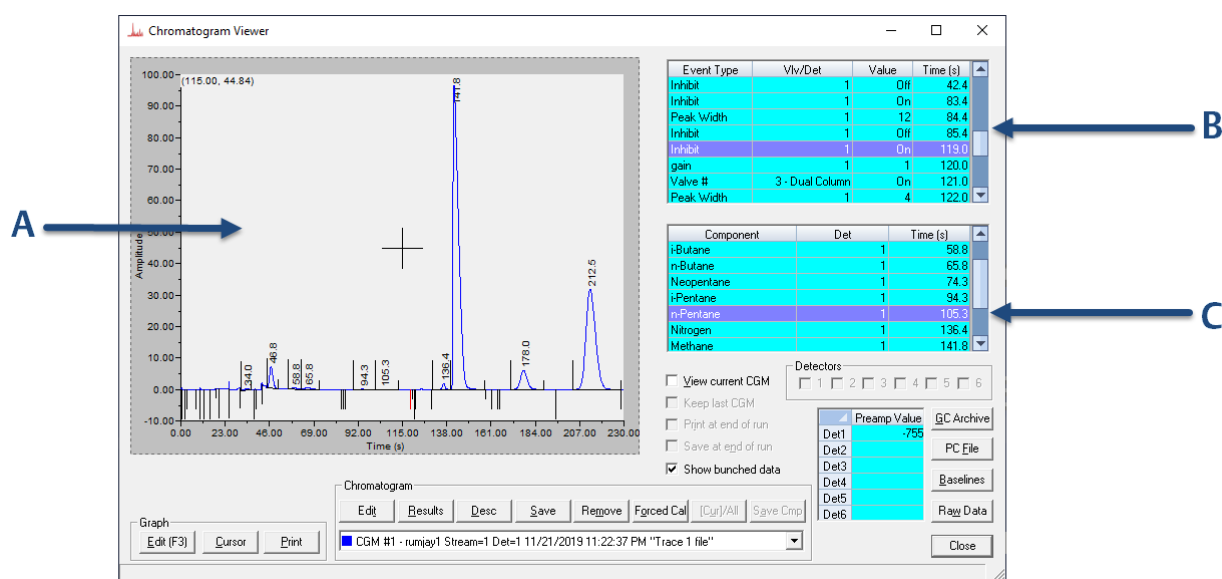 Chromatogram Viewer
A
B
C
(115.00, 44.84)
Amplitude
100.00
90.00
80.00
70.00
60.00
50.00
40.00
30.00
20.00
10.00
0.00
-10.00
34.0
46.8
58.8
65.8
94.3
105.3
136.4
141.8
178.0
212.5
0.00 23.00 46.00 69.00 92.00 115.00 138.00 161.00 184.00 207.00 230.00
Time (s)
Event Type Vlv/Det Value Time (s)
Inhibit 1 Off 42.4
Inhibit 1 On 83.4
Peak Width 1 12 84.4
Inhibit 1 Off 85.4
Inhibit 1 On 119.0
gain 1 1 120.0
Valve # 3 - Dual Column On 121.0
Peak Width 1 4 122.0
Component Det Time (s)
i-Butane 1 58.8
n-Butane 1 65.8
Neopentane 1 74.3
i-Pentane 1 94.3
n-Pentane 1 105.3
Nitrogen 1 136.4
Methane 1 141.8
View current CGM
Keep last CGM
Print at end of run
Save at end of run
Show bunched data
Detectors
1 2 3 4 5 6
Preamp Value
Det1 -755
Det2
Det3
Det4
Det5
Det6
GC Archive
PC File
Baselines
Raw Data
Close
Graph
Edit (F3) Cursor Print
Chromatogram
Edit Results Desc Save Remove Forced Cal [Cur]/All Save Cmp
CGM #1 - rumjay1 Stream=1 Det=1 11/21/2019 11:22:37 PM "Trace 1 file"